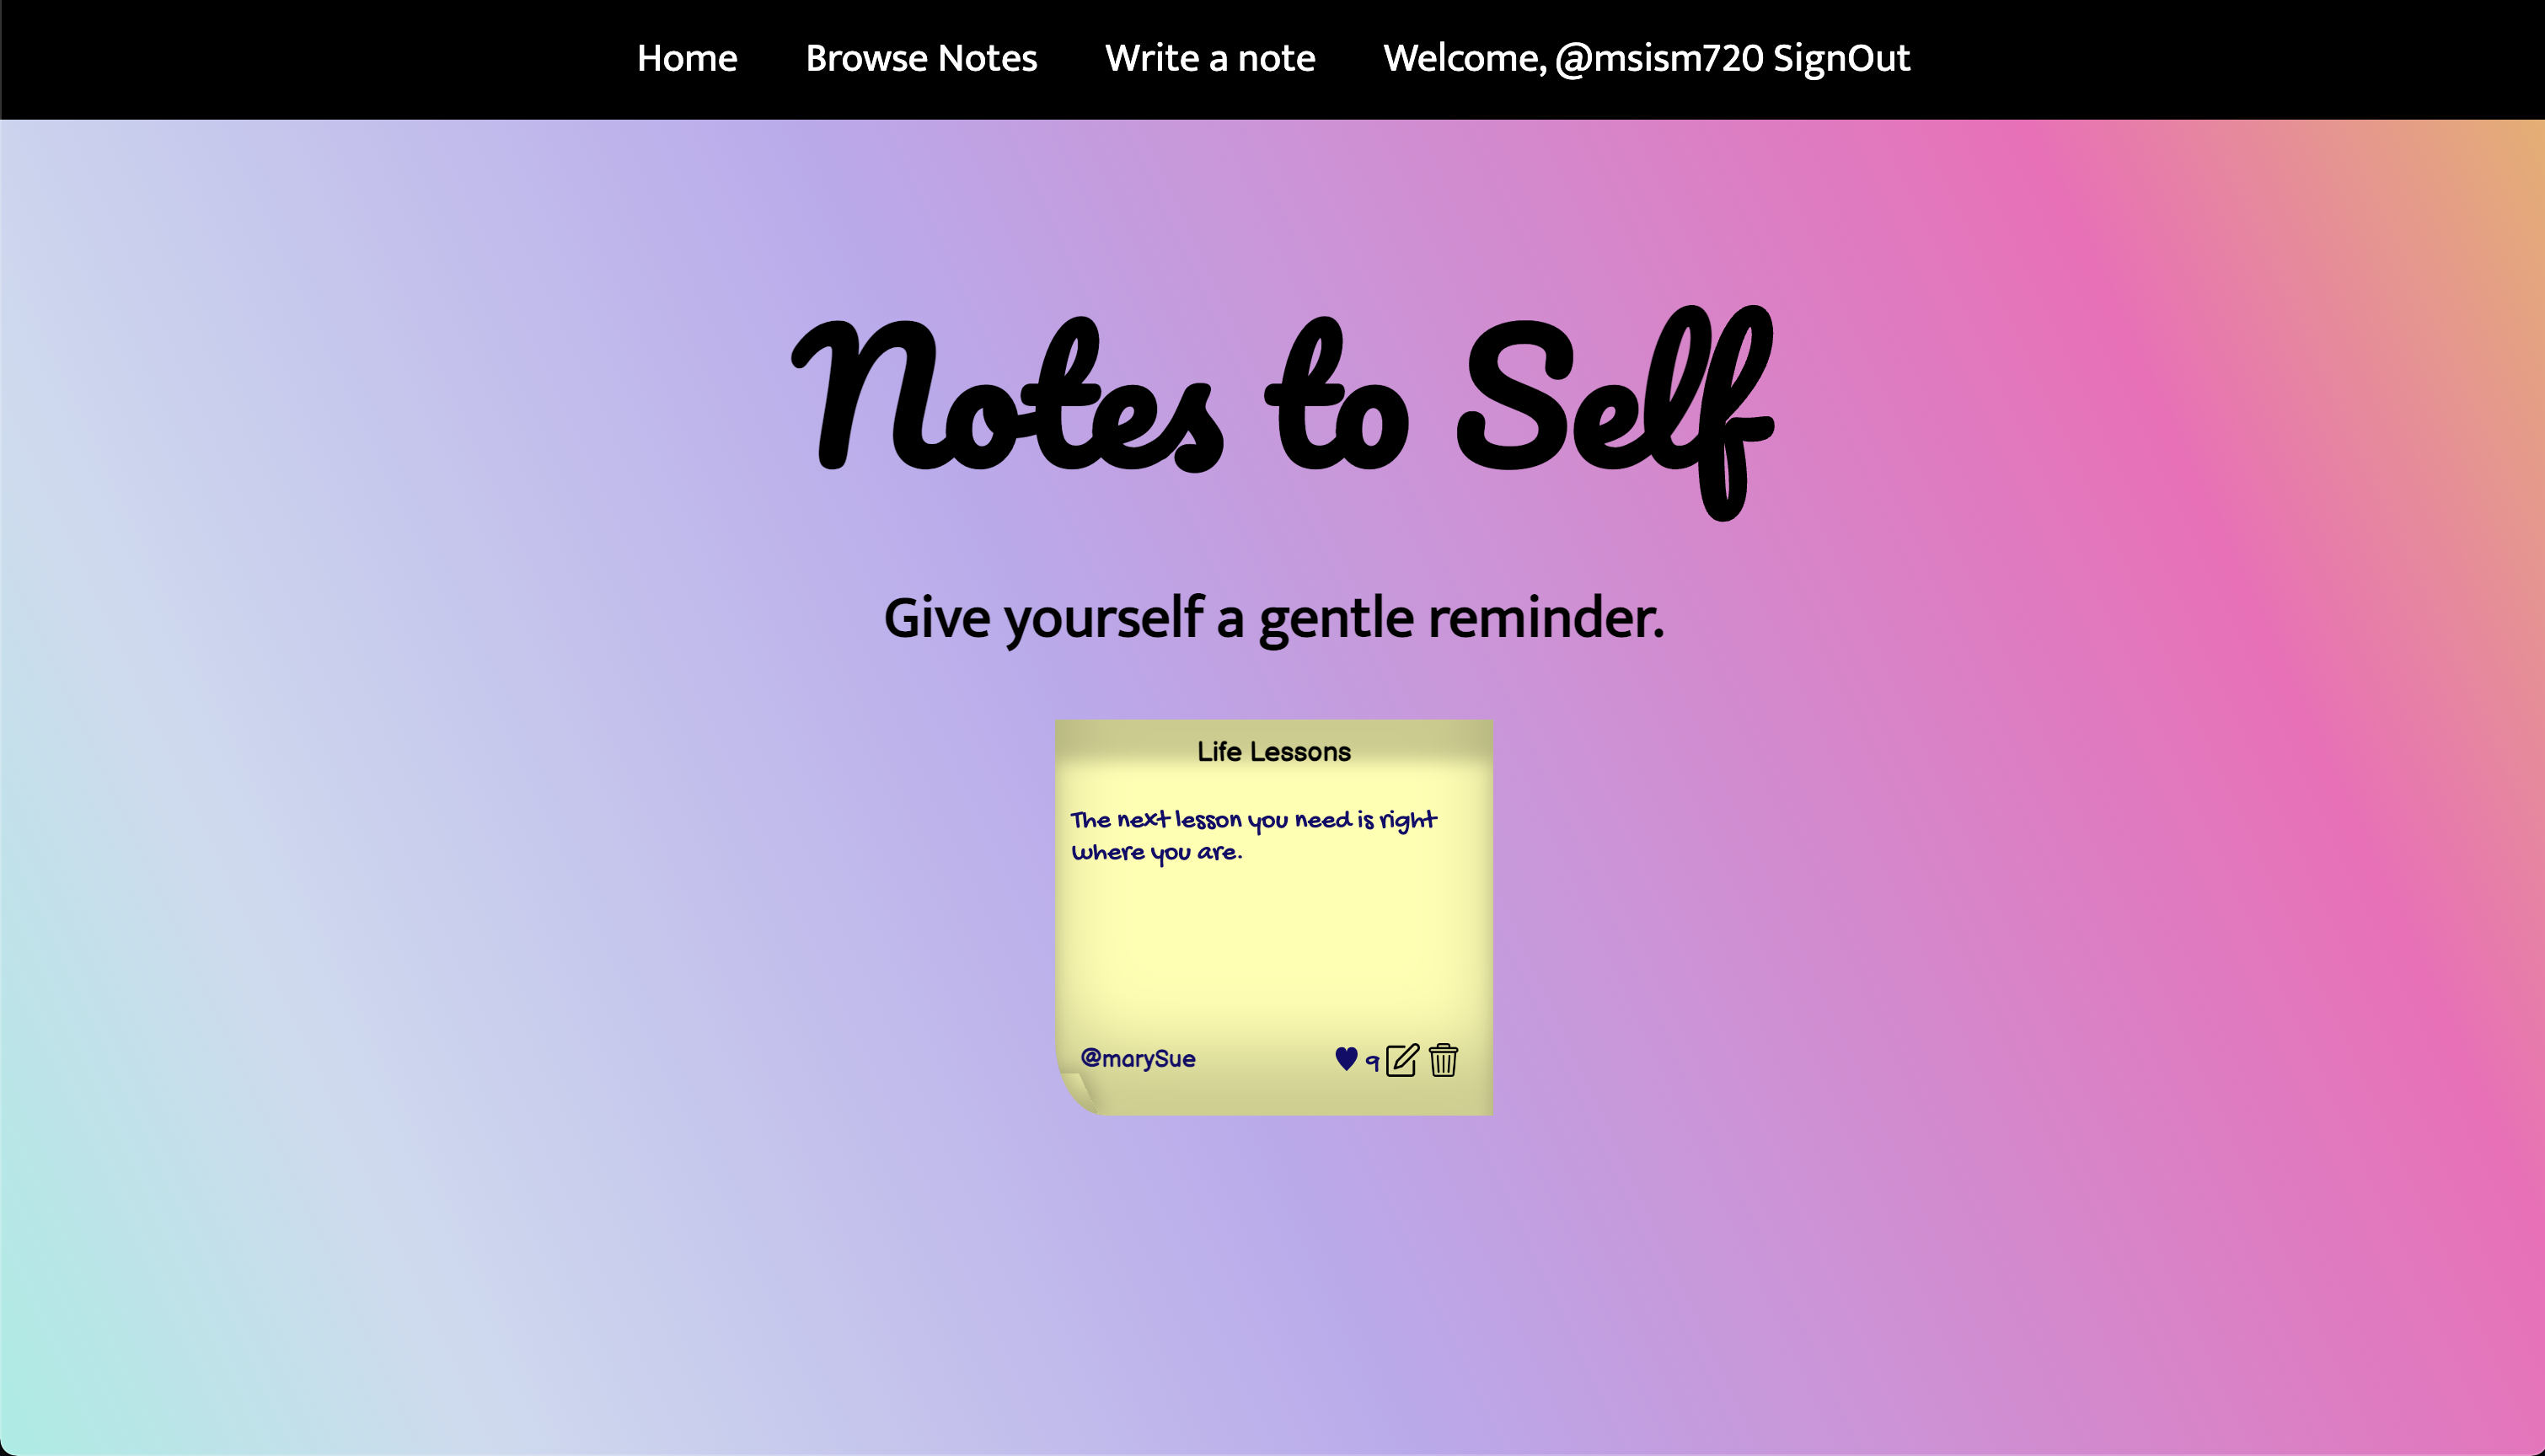 Home Browse Notes Write a note Welcome, @msism720 SignOut
Notes to Self
Give yourself a gentle reminder.
Life Lessons
The next lesson you need is right
where you are.
@marySue 9